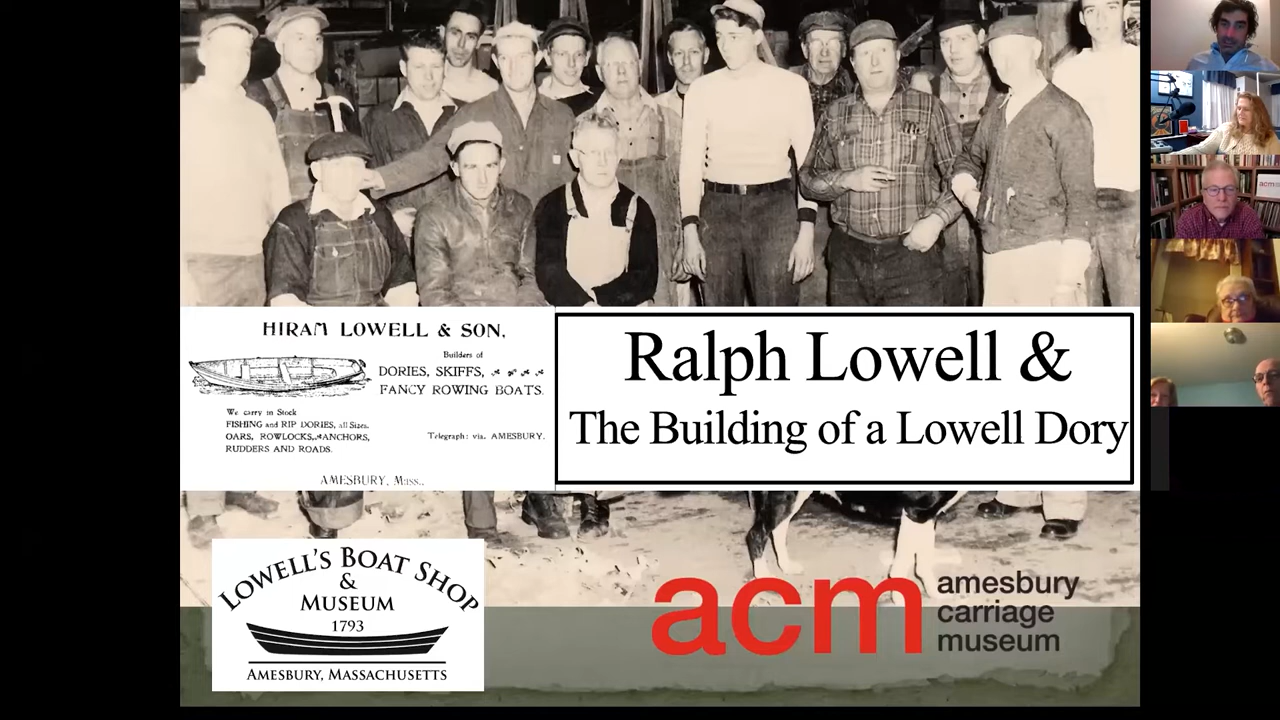 HIRAM LOWELL & SON,
Builders of
DORIES, SKIFFS,
FANCY ROWING BOATS.
We carry in Stock
FISHING and RIP DORIES, all Sizes.
OARS, ROWLOCKS, ANCHORS,
RUDDERS AND ROADS.
Telegraph: via. AMESBURY.
AMESBURY, Mass.,
Ralph Lowell &
The Building of a Lowell Dory
LOWELL'S BOAT SHOP
&
MUSEUM
1793
AMESBURY, MASSACHUSETTS
acm
amesbury
carriage
museum
acm